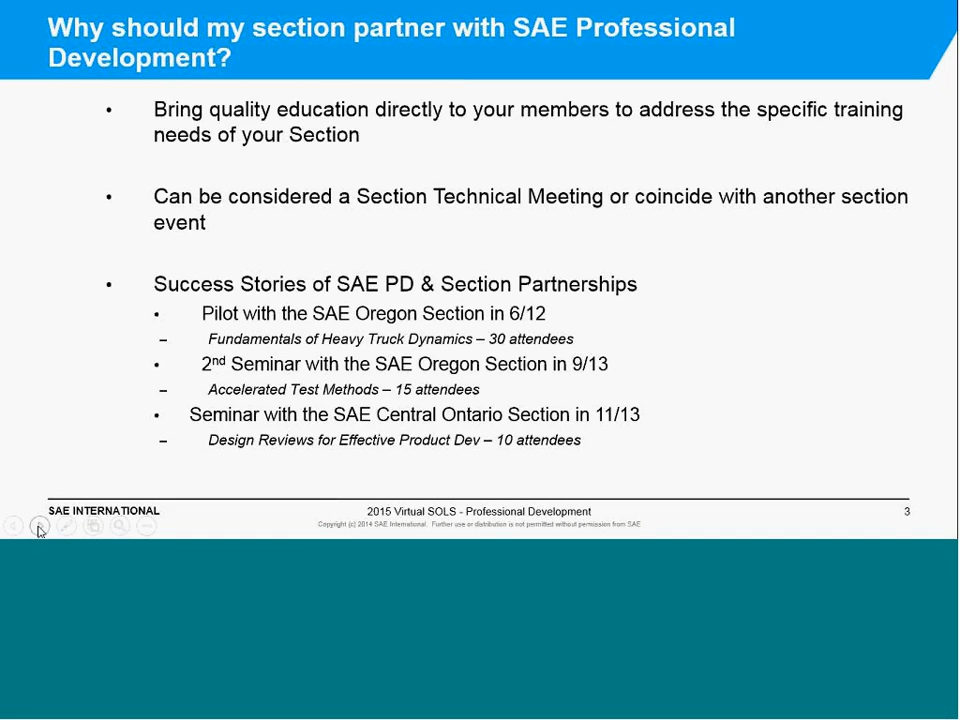 Why should my section partner with SAE Professional
Development?
• Bring quality education directly to your members to address the specific training
needs of your Section
• Can be considered a Section Technical Meeting or coincide with another section
event
• Success Stories of SAE PD & Section Partnerships
• Pilot with the SAE Oregon Section in 6/12
– Fundamentals of Heavy Truck Dynamics – 30 attendees
• 2nd Seminar with the SAE Oregon Section in 9/13
– Accelerated Test Methods – 15 attendees
• Seminar with the SAE Central Ontario Section in 11/13
– Design Reviews for Effective Product Dev – 10 attendees
SAE INTERNATIONAL
2015 Virtual SOLS - Professional Development
3
Copyright (c) 2014 SAE International. Further use or distribution is not permitted without permission from SAE